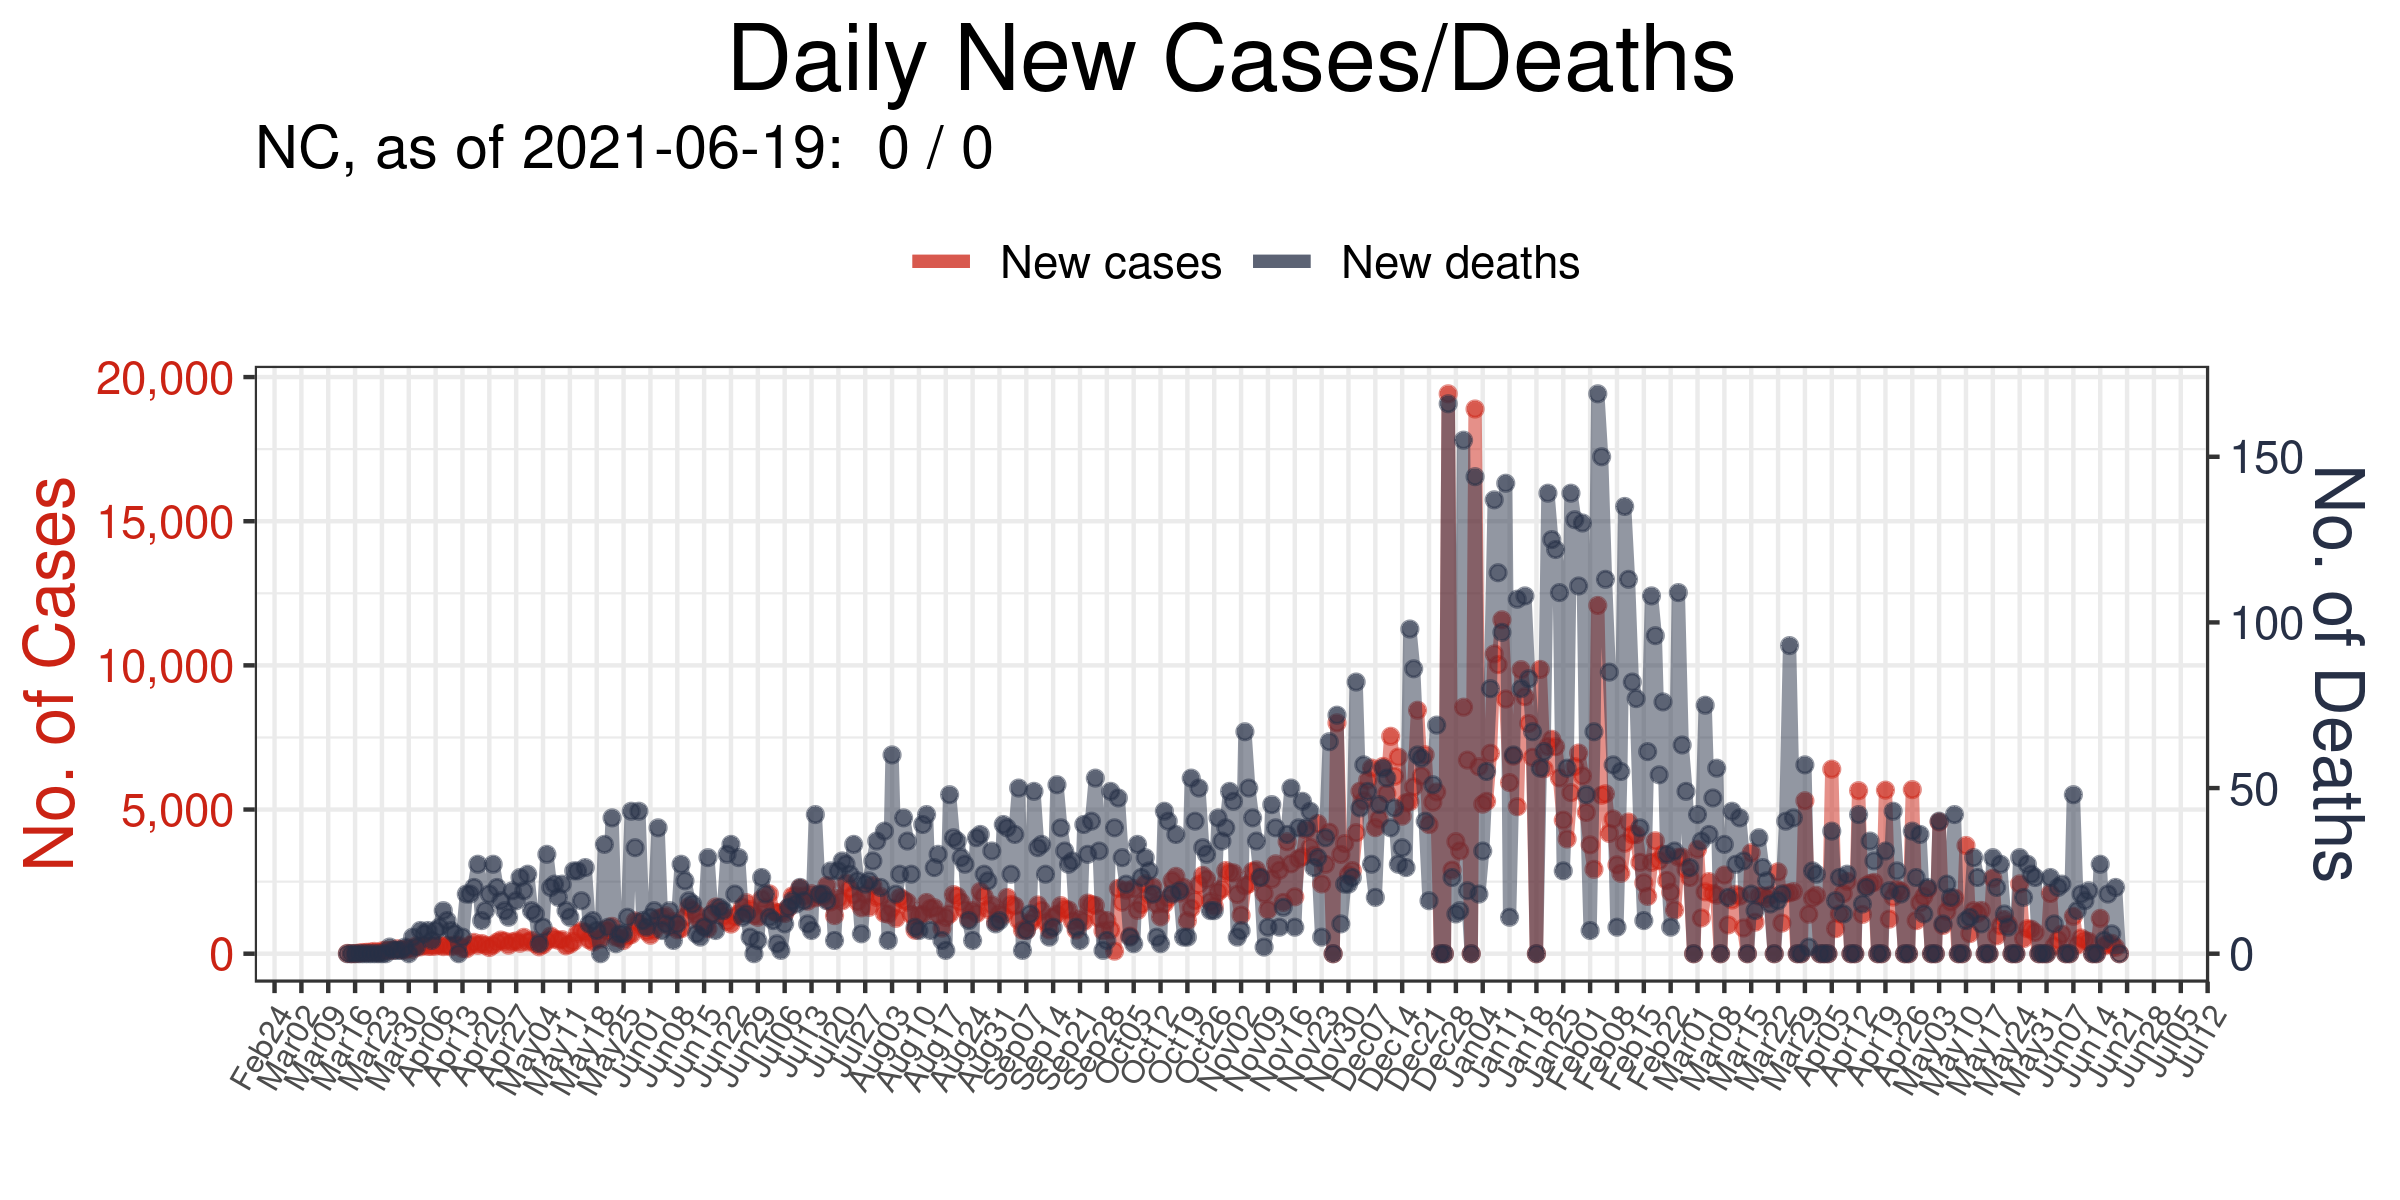 Daily New Cases/Deaths
NC, as of 2021-06-19: 0 / 0
New cases
New deaths
No. of Cases
20,000
15,000
10,000
5,000
0
150
100
50
0
No. of Deaths
Feb24
Mar02
Mar09
Mar16
Mar23
Mar30
Apr06
Apr13
Apr20
Apr27
May04
May11
May18
May25
Jun01
Jun08
Jun15
Jun22
Jun29
Jul06
Jul13
Jul20
Jul27
Aug03
Aug10
Aug17
Aug24
Aug31
Sep07
Sep14
Sep21
Sep28
Oct05
Oct12
Oct19
Oct26
Nov02
Nov09
Nov16
Nov23
Nov30
Dec07
Dec14
Dec21
Dec28
Jan04
Jan11
Jan18
Jan25
Feb01
Feb08
Feb15
Feb22
Mar01
Mar08
Mar15
Mar22
Mar29
Apr05
Apr12
Apr19
Apr26
May03
May10
May17
May24
May31
Jun07
Jun14
Jun21
Jun28
Jul05
Jul12